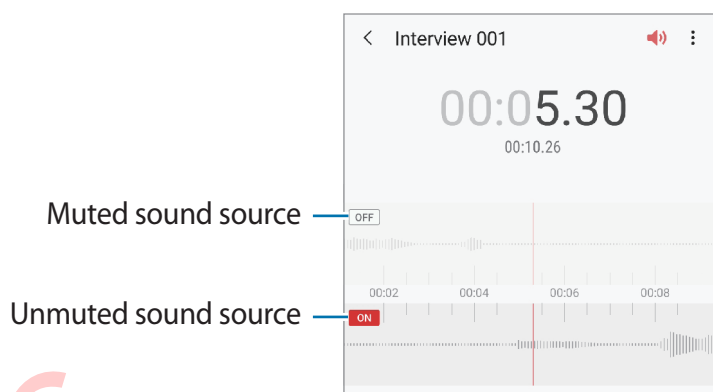 Interview 001
00:05.30
00:10.26
Muted sound source
OFF
00:02 00:04 00:06 00:08
Unmuted sound source
ON